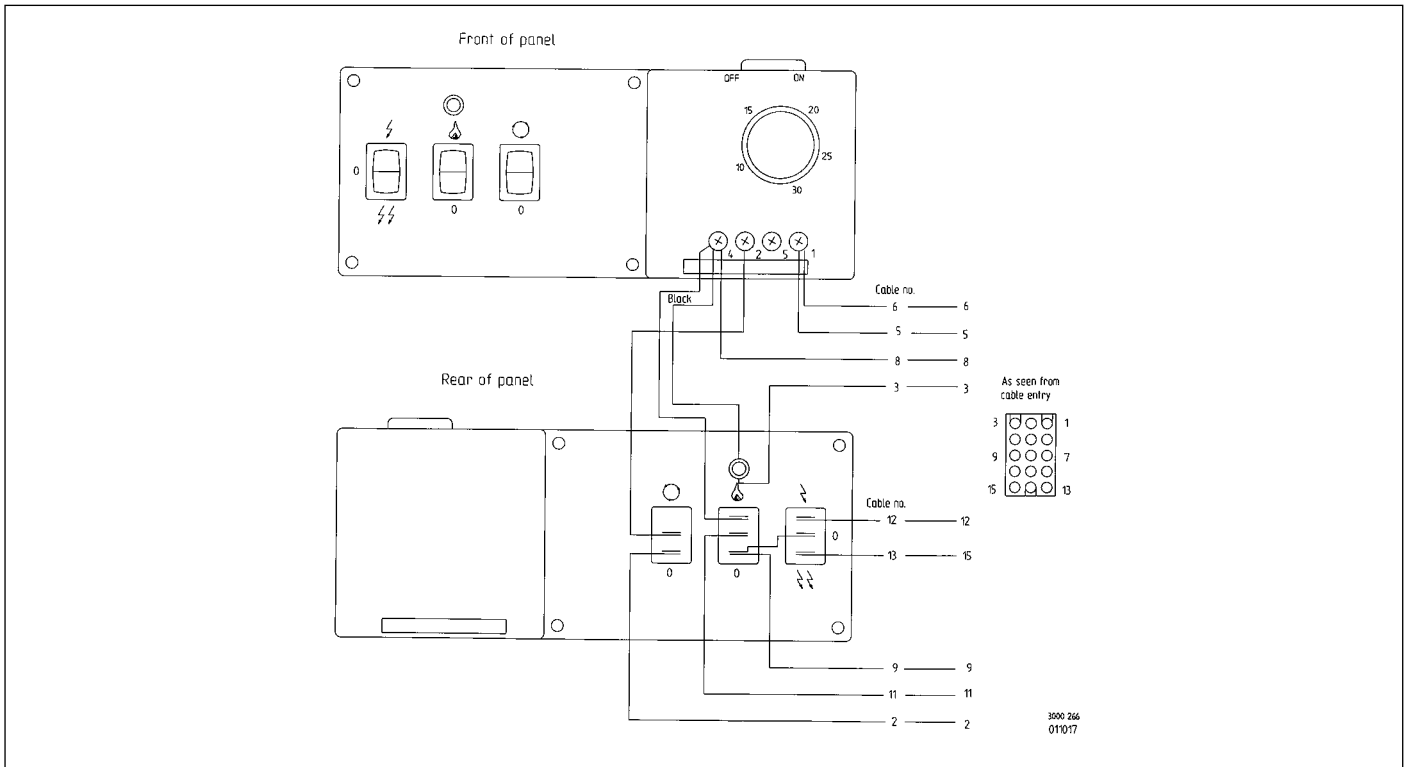 Front of panel
OFF ON
15 20
0 10 25
30
0 0
4 2 5 1
Black
Cable no.
6 6
5 5
8 8
3 3
Rear of panel
As seen from
cable entry
3 1
9 7
15 13
Cable no.
12 12
0
13 15
0 0
9 9
11 11
2 2
3000 266
011017